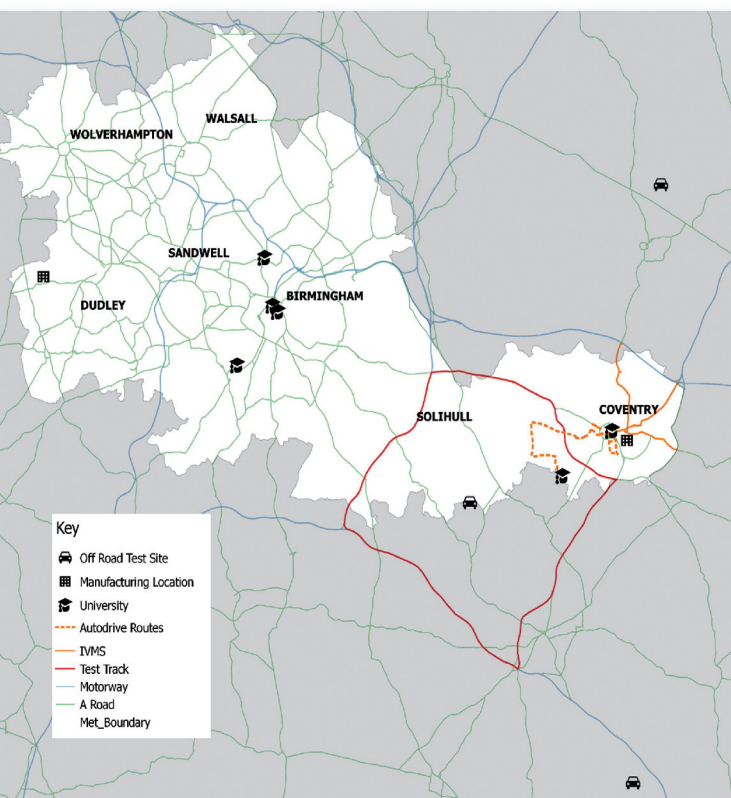 WALSALL
WOLVERHAMPTON
SANDWELL
BIRMINGHAM
DUDLEY
COVENTRY
SOLIHULL
Key
Off Road Test Site
Manufacturing Location
University
Autodrive Routes
IVMS
Test Track
Motorway
A Road
Met_Boundary